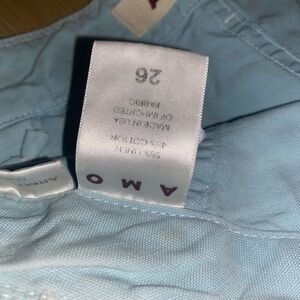 AMO
55% LINEN
45% COTTON
MADE IN USA
OF IMPORTED
FABRIC
26